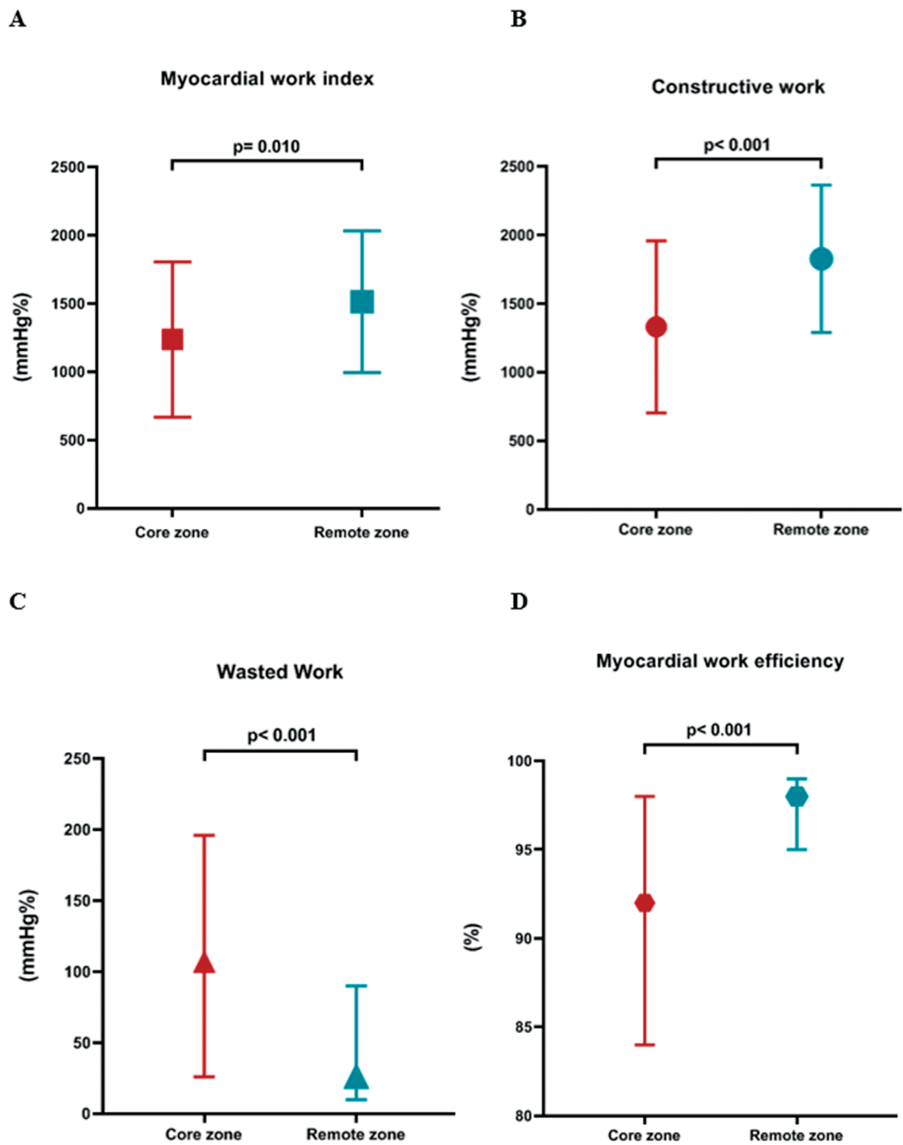 A
Myocardial work index
p= 0.010
2500
2000
1500
1000
500
0
(mmHg%)
Core zone
Remote zone
B
Constructive work
p< 0.001
2500
2000
1500
1000
500
0
(mmHg%)
Core zone
Remote zone
C
Wasted Work
p< 0.001
250
200
150
100
50
0
(mmHg%)
Core zone
Remote zone
D
Myocardial work efficiency
p< 0.001
100
95
90
85
80
(%)
Core zone
Remote zone